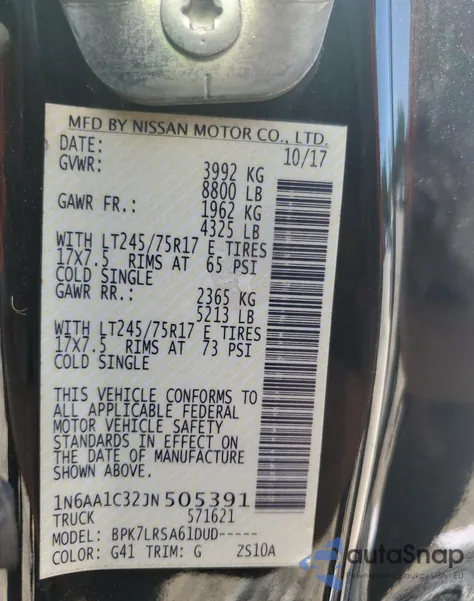 MFD BY NISSAN MOTOR CO., LTD.
DATE: 10/17
GVWR: 3992 KG
8800 LB
GAWR FR.: 1962 KG
4325 LB
WITH LT245/75R17 E TIRES
17X7.5 RIMS AT 65 PSI
COLD SINGLE
GAWR RR.: 2365 KG
5213 LB
WITH LT245/75R17 E TIRES
17X7.5 RIMS AT 73 PSI
COLD SINGLE
THIS VEHICLE CONFORMS TO
ALL APPLICABLE FEDERAL
MOTOR VEHICLE SAFETY
STANDARDS IN EFFECT ON
THE DATE OF MANUFACTURE
SHOWN ABOVE.
1N6AA1C32JN505391
TRUCK 571621
MODEL: BPK7LRSA61DUD-----
COLOR: G41 TRIM: G ZS10A
autoSnap